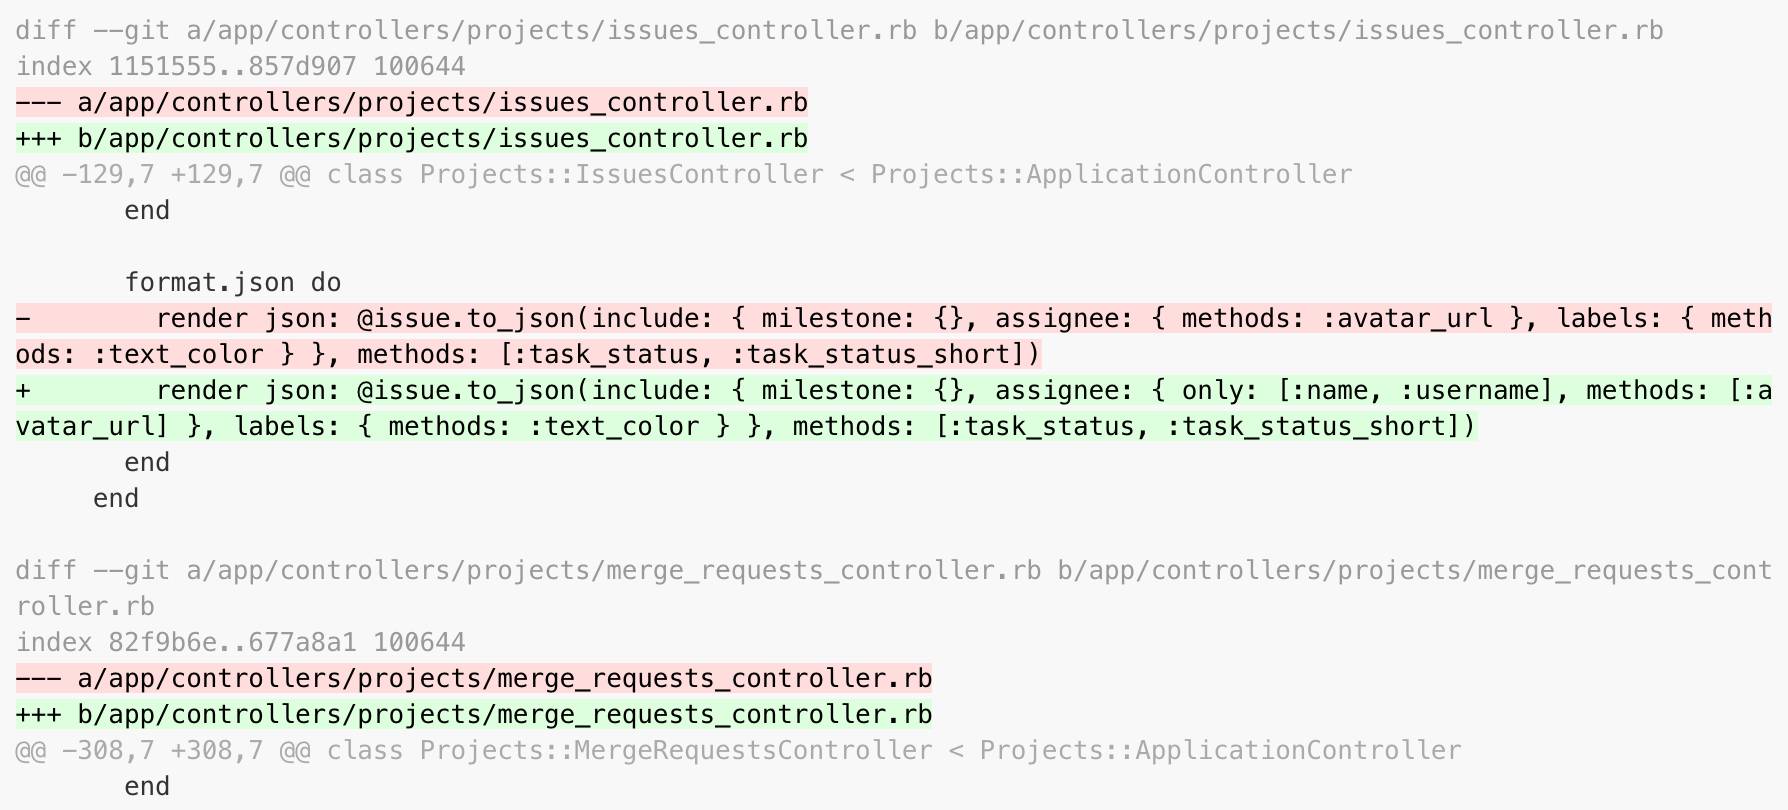 diff --git a/app/controllers/projects/issues_controller.rb b/app/controllers/projects/issues_controller.rb
index 1151555..857d907 100644
--- a/app/controllers/projects/issues_controller.rb
+++ b/app/controllers/projects/issues_controller.rb
@@ -129,7 +129,7 @@ class Projects::IssuesController < Projects::ApplicationController
       end

       format.json do
-        render json: @issue.to_json(include: { milestone: {}, assignee: { methods: :avatar_url }, labels: { meth
ods: :text_color } }, methods: [:task_status, :task_status_short])
+        render json: @issue.to_json(include: { milestone: {}, assignee: { only: [:name, :username], methods: [:a
vatar_url] }, labels: { methods: :text_color } }, methods: [:task_status, :task_status_short])
       end
     end

diff --git a/app/controllers/projects/merge_requests_controller.rb b/app/controllers/projects/merge_requests_cont
roller.rb
index 82f9b6e..677a8a1 100644
--- a/app/controllers/projects/merge_requests_controller.rb
+++ b/app/controllers/projects/merge_requests_controller.rb
@@ -308,7 +308,7 @@ class Projects::MergeRequestsController < Projects::ApplicationController
       end